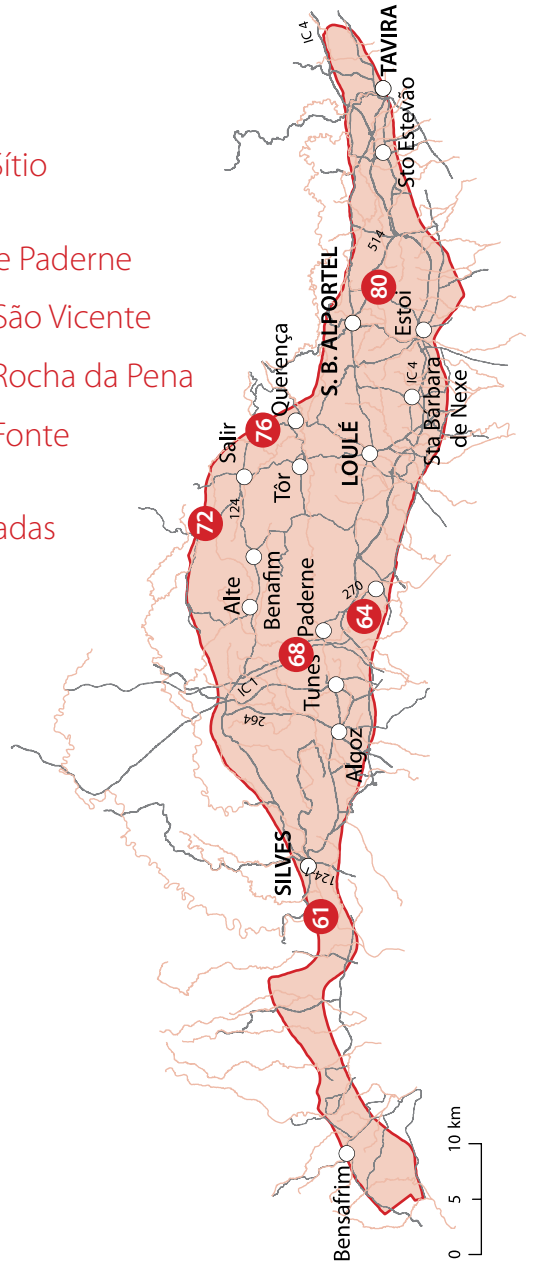 Sítio
e Paderne
São Vicente
Rocha da Pena
Fonte
adas
IC 4
TAVIRA
Sto Estevão
514
80
S. B. ALPORTEL
Estoi
Querença
76
Salir
IC 4
Sta Bárbara
de Nexe
LOULÉ
Tôr
72
124
Benafim
Alte
270
64
Paderne
68
Tunes
IC 1
264
Algoz
SILVES
124-1
61
Bensafrim
0 5 10 km